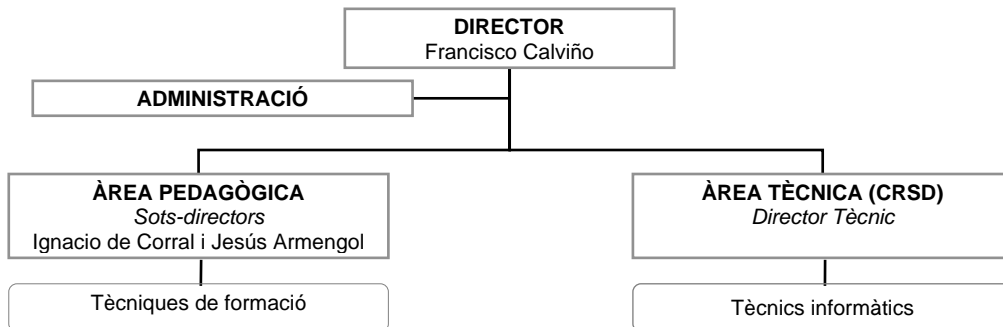 DIRECTOR
Francisco Calviño
ADMINISTRACIÓ
ÀREA PEDAGÒGICA
Sots-directors
Ignacio de Corral i Jesús Armengol
ÀREA TÈCNICA (CRSD)
Director Tècnic
Tècniques de formació
Tècnics informàtics